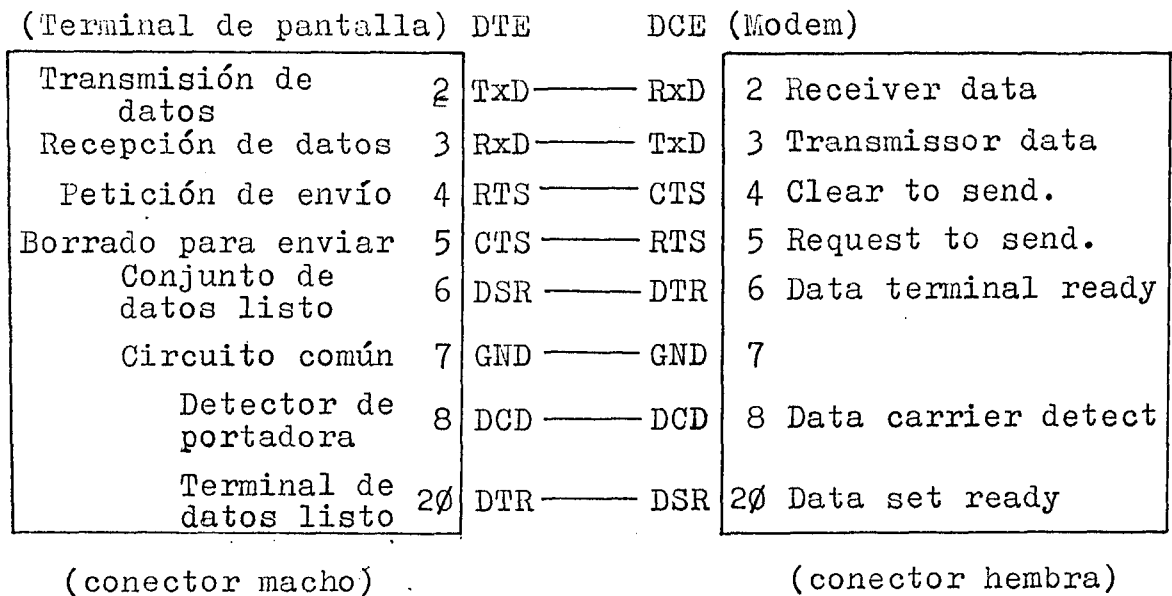 (Terminal de pantalla) DTE DCE (Modem)
Transmisión de
datos 2 TxD RxD 2 Receiver data
Recepción de datos 3 RxD TxD 3 Transmissor data
Petición de envío 4 RTS CTS 4 Clear to send.
Borrado para enviar 5 CTS RTS 5 Request to send.
Conjunto de
datos listo 6 DSR DTR 6 Data terminal ready
Circuito común 7 GND GND 7
Detector de
portadora 8 DCD DCD 8 Data carrier detect
Terminal de
datos listo 2Ø DTR DSR 2Ø Data set ready
(conector macho) (conector hembra)